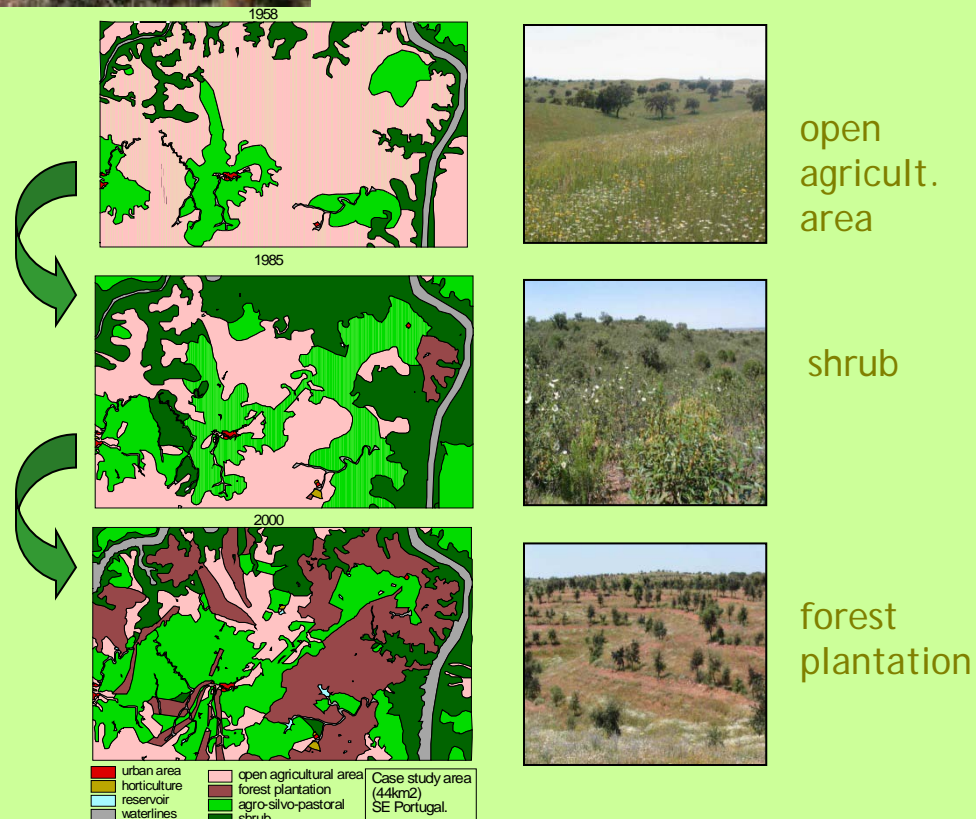 1958
open
agricult.
area
1985
shrub
2000
forest
plantation
urban area
horticulture
reservoir
waterlines
open agricultural area
forest plantation
agro-silvo-pastoral
shrub
Case study area
(44km2)
SE Portugal.